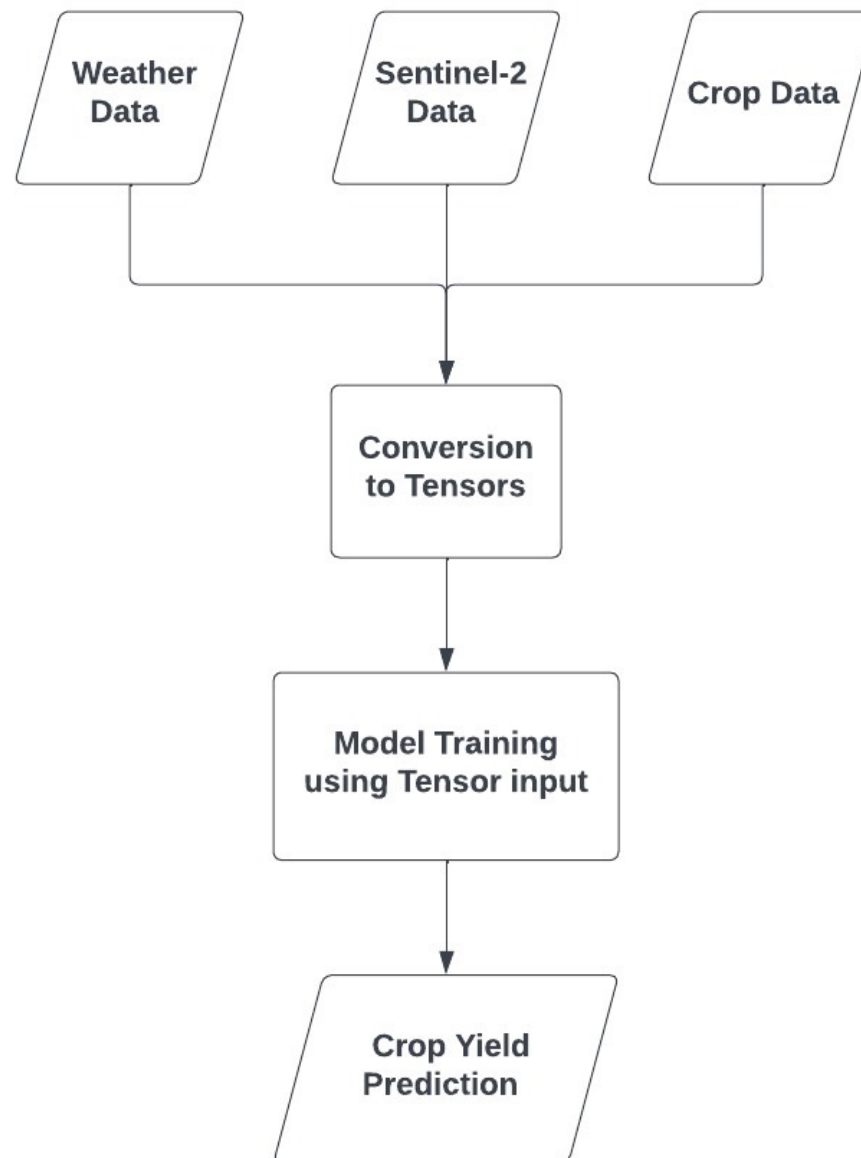 Weather
Data
Sentinel-2
Data
Crop Data
Conversion
to Tensors
Model Training
using Tensor input
Crop Yield
Prediction